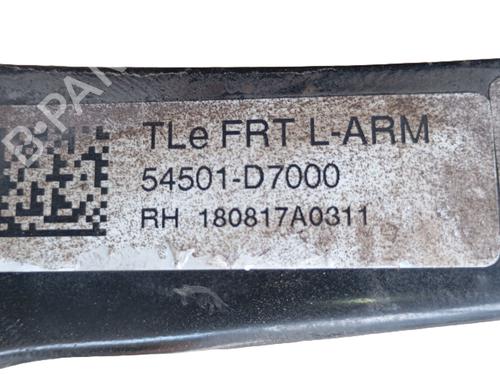 TLe FRT L-ARM
54501-D7000
RH 180817A0311